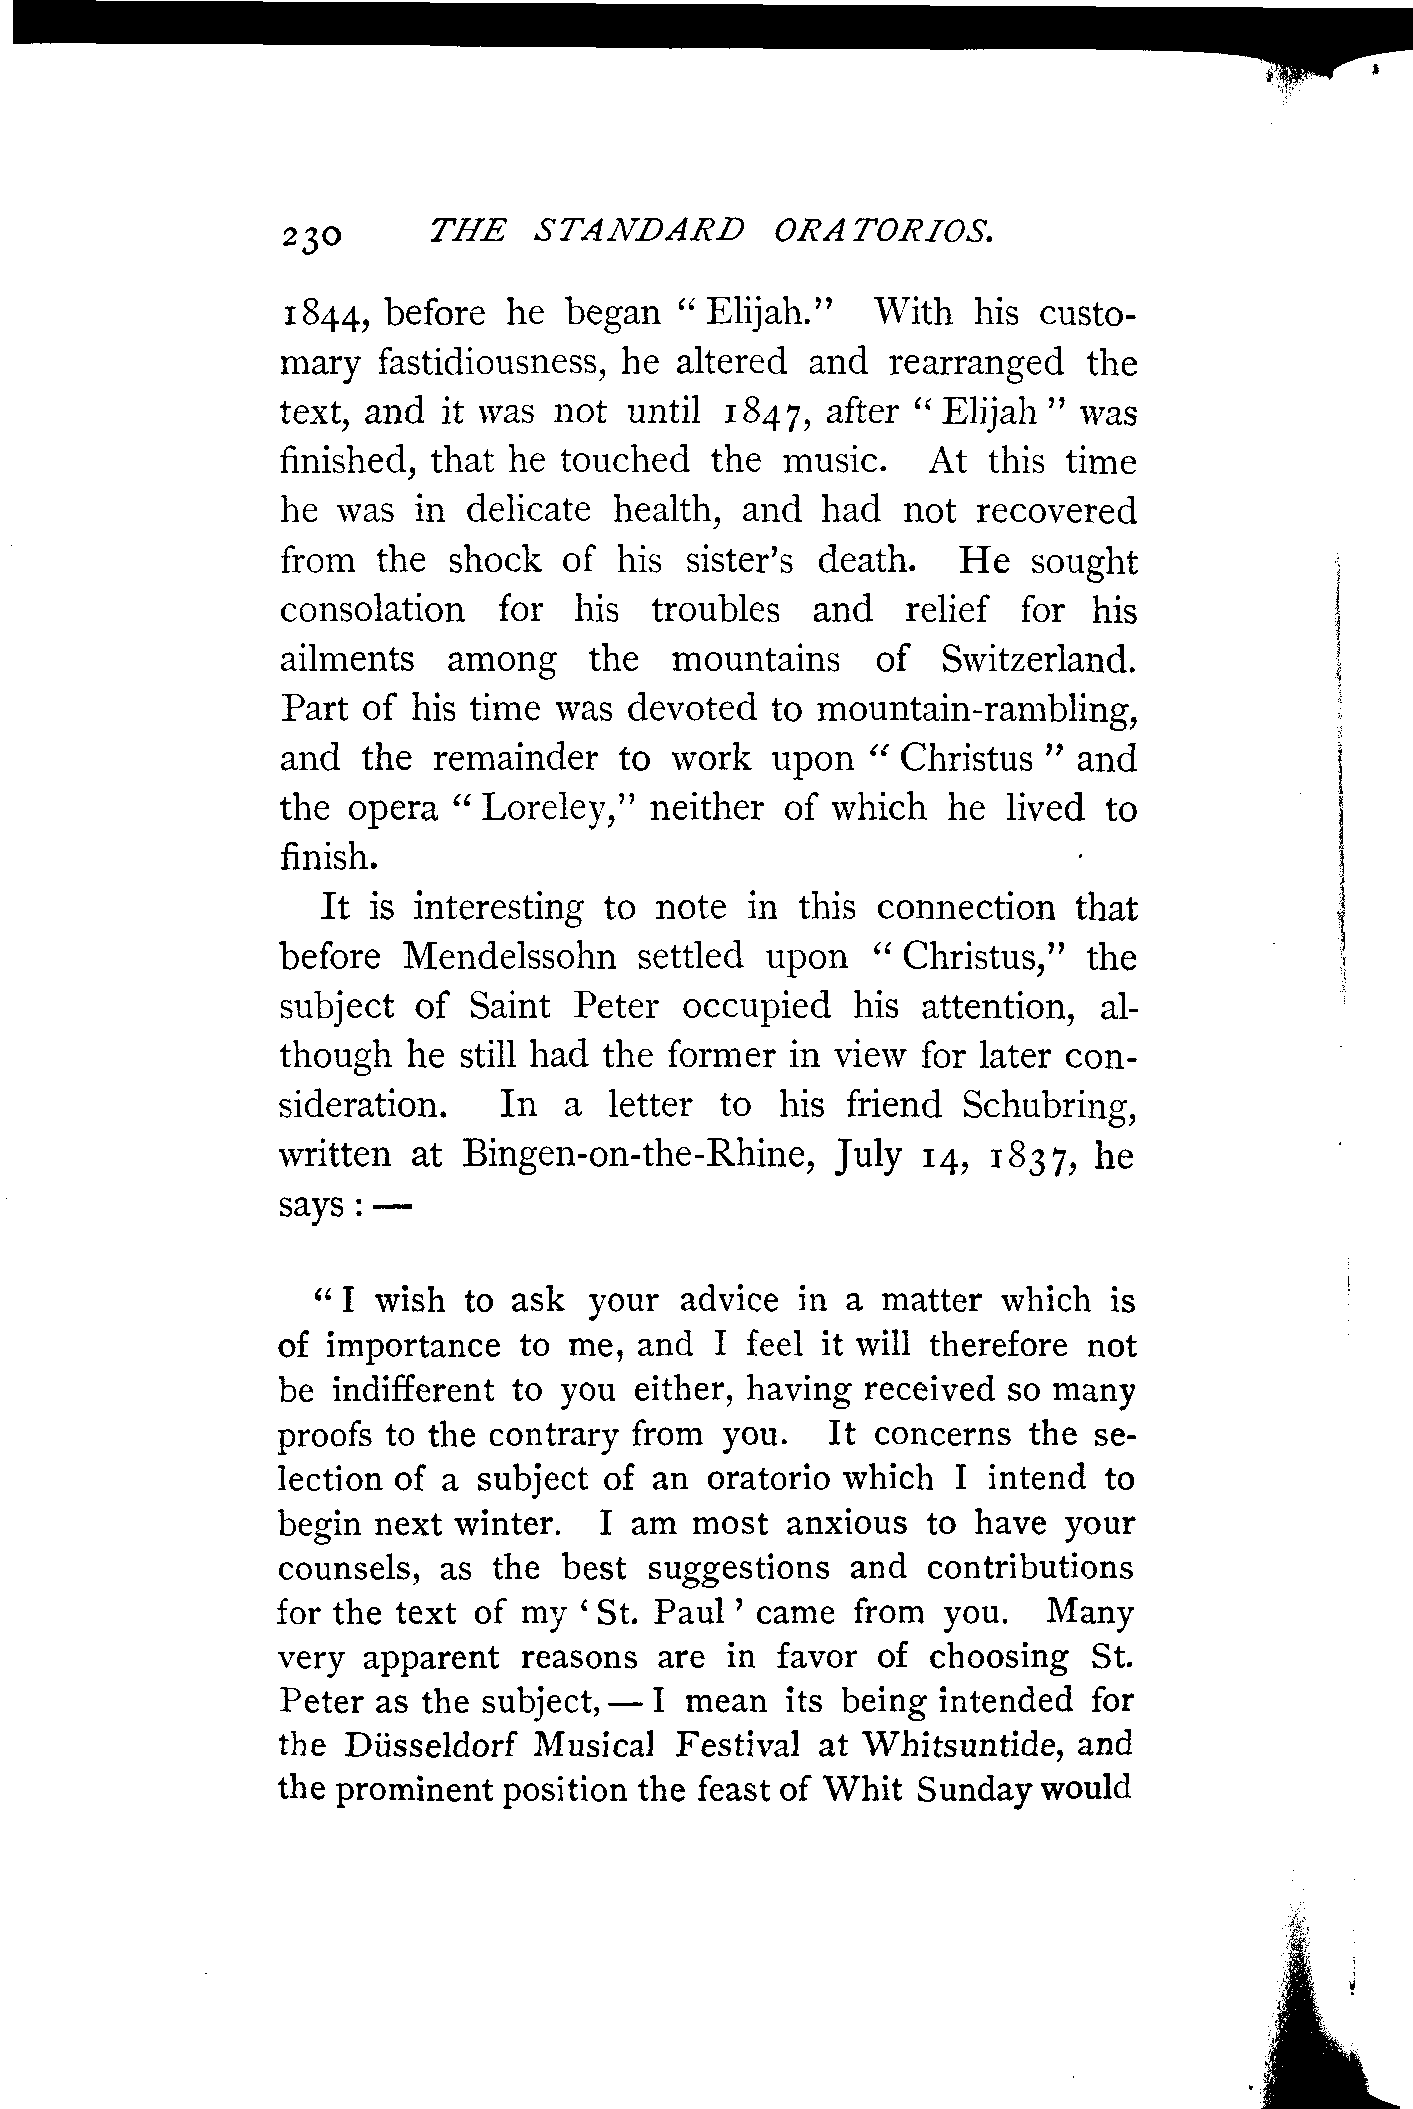 230 THE STANDARD ORATORIOS.
1844, before he began “ Elijah.” With his custo-
mary fastidiousness, he altered and rearranged the
text, and it was not until 1847, after “ Elijah ” was
finished, that he touched the music. At this time
he was in delicate health, and had not recovered
from the shock of his sister’s death. He sought
consolation for his troubles and relief for his
ailments among the mountains of Switzerland.
Part of his time was devoted to mountain-rambling,
and the remainder to work upon “ Christus ” and
the opera “ Loreley,” neither of which he lived to
finish.
It is interesting to note in this connection that
before Mendelssohn settled upon “ Christus,” the
subject of Saint Peter occupied his attention, al-
though he still had the former in view for later con-
sideration. In a letter to his friend Schubring,
written at Bingen-on-the-Rhine, July 14, 1837, he
says : —
“ I wish to ask your advice in a matter which is
of importance to me, and I feel it will therefore not
be indifferent to you either, having received so many
proofs to the contrary from you. It concerns the se-
lection of a subject of an oratorio which I intend to
begin next winter. I am most anxious to have your
counsels, as the best suggestions and contributions
for the text of my ‘ St. Paul ’ came from you. Many
very apparent reasons are in favor of choosing St.
Peter as the subject, — I mean its being intended for
the Düsseldorf Musical Festival at Whitsuntide, and
the prominent position the feast of Whit Sunday would